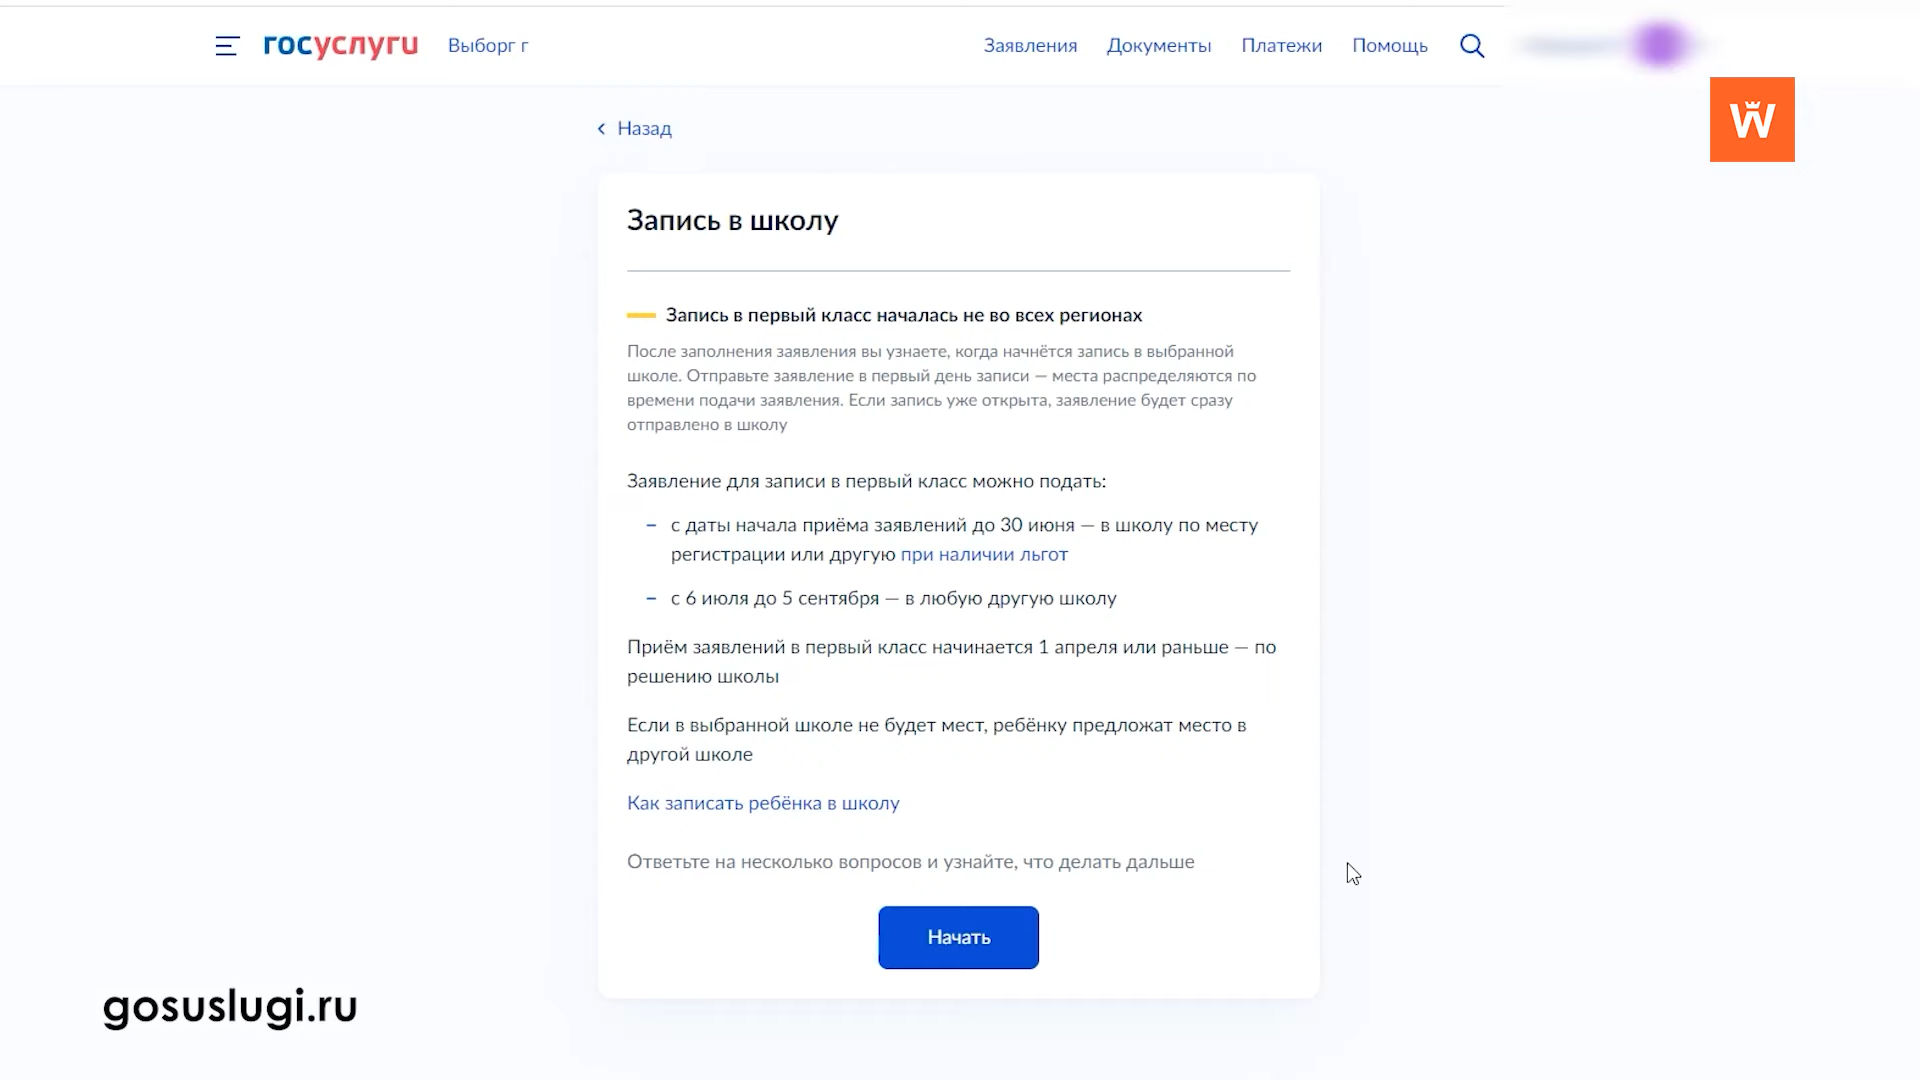 госуслуги Выборг г Заявления Документы Платежи Помощь
Назад
W
Запись в школу
Запись в первый класс началась не во всех регионах
После заполнения заявления вы узнаете, когда начнётся запись в выбранной
школе. Отправьте заявление в первый день записи — места распределяются по
времени подачи заявления. Если запись уже открыта, заявление будет сразу
отправлено в школу
Заявление для записи в первый класс можно подать:
– с даты начала приёма заявлений до 30 июня — в школу по месту
регистрации или другую при наличии льгот
– с 6 июля до 5 сентября — в любую другую школу
Приём заявлений в первый класс начинается 1 апреля или раньше — по
решению школы
Если в выбранной школе не будет мест, ребёнку предложат место в
другой школе
Как записать ребёнка в школу
Ответьте на несколько вопросов и узнайте, что делать дальше
Начать
gosuslugi.ru